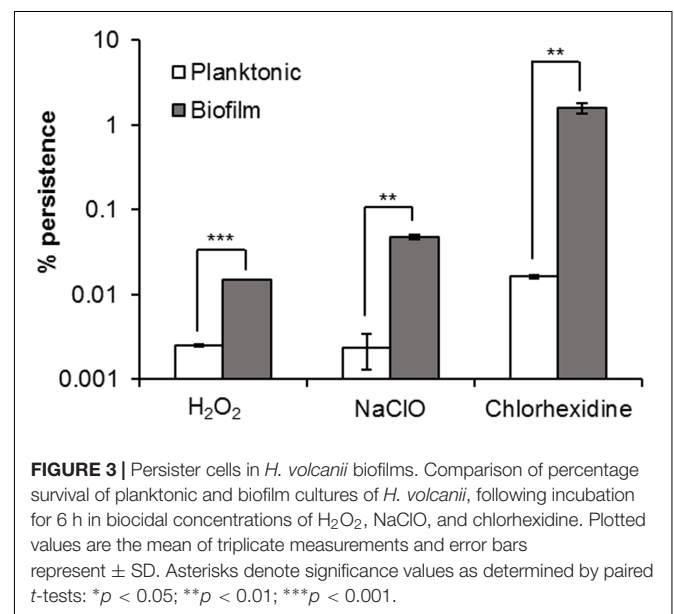 10
1
0.1
0.01
0.001
% persistence
Planktonic
Biofilm
***
**
**
H₂O₂
NaClO
Chlorhexidine
FIGURE 3 | Persister cells in H. volcanii biofilms. Comparison of percentage
survival of planktonic and biofilm cultures of H. volcanii, following incubation
for 6 h in biocidal concentrations of H₂O₂, NaClO, and chlorhexidine. Plotted
values are the mean of triplicate measurements and error bars
represent ± SD. Asterisks denote significance values as determined by paired
t-tests: *p < 0.05; **p < 0.01; ***p < 0.001.